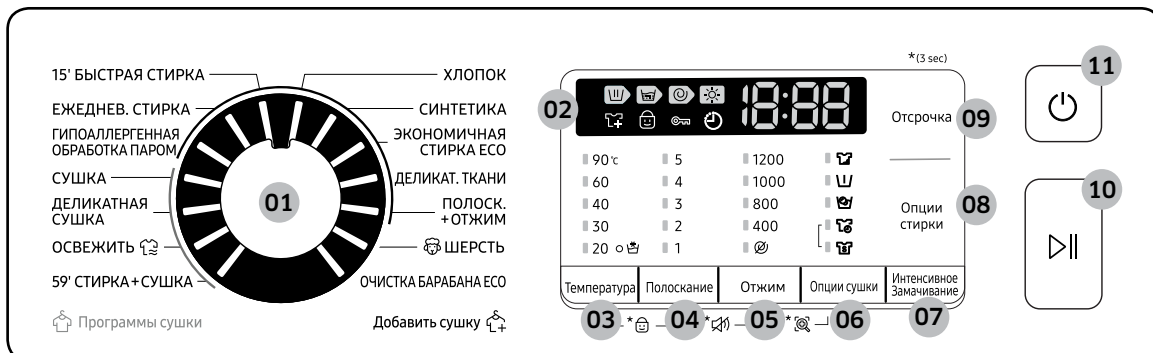 * (3 sec)
15' БЫСТРАЯ СТИРКА
ЕЖЕДНЕВ. СТИРКА
ГИПОАЛЛЕРГЕННАЯ
ОБРАБОТКА ПАРОМ
СУШКА
ДЕЛИКАТНАЯ
СУШКА
ОСВЕЖИТЬ
59' СТИРКА+СУШКА
Программы сушки
01
ХЛОПОК
СИНТЕТИКА
ЭКОНОМИЧНАЯ
СТИРКА ECO
ДЕЛИКАТ. ТКАНИ
ПОЛОСК.
+ОТЖИМ
ШЕРСТЬ
ОЧИСТКА БАРАБАНА ECO
Добавить сушку
02
18:88
90 ℃ 5 1200
60 4 1000
40 3 800
30 2 400
20 1
Температура Полоскание Отжим Опции сушки Интенсивное
Замачивание
03 * 04 * 05 * 06 07
Отсрочка 09
Опции
стирки
08
11
10